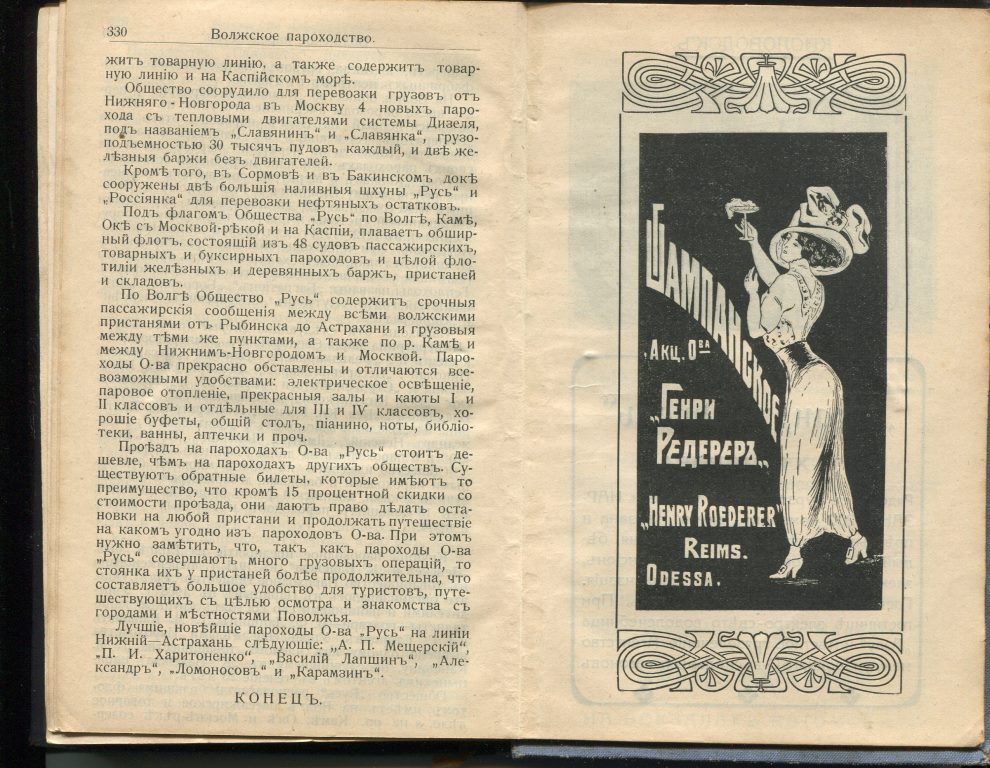 330
Волжское пароходство.
житъ товарную линію, а также содержитъ товар-
ную линію и на Каспійскомъ морѣ.
Общество соорудило для перевозки грузовъ отъ
Нижняго-Новгорода въ Москву 4 новыхъ паро-
хода съ тепловыми двигателями системы Дизеля,
подъ названіемъ „Славянинъ“ и „Славянка“, грузо-
подъемностью 30 тысячъ пудовъ каждый, и двѣ же-
лѣзныя баржи безъ двигателей.
Кромѣ того, въ Сормовѣ и въ Бакинскомъ докѣ
сооружены двѣ большія наливныя шхуны „Русь“ и
„Россіянка“ для перевозки нефтяныхъ остатковъ.
Подъ флагомъ Общества „Русь“ по Волгѣ, Камѣ,
Окѣ съ Москвой-рѣкой и на Каспіи, плаваетъ обшир-
ный флотъ, состоящій изъ 48 судовъ пассажирскихъ,
товарныхъ и буксирныхъ пароходовъ и цѣлой фло-
тиліи желѣзныхъ и деревянныхъ баржъ, пристаней
и складовъ.
По Волгѣ Общество „Русь“ содержитъ срочныя
пассажирскія сообщенія между всѣми волжскими
пристанями отъ Рыбинска до Астрахани и грузовыя
между тѣми же пунктами, а также по р. Камѣ и
между Нижнимъ-Новгородомъ и Москвой. Паро-
ходы О-ва прекрасно обставлены и отличаются все-
возможными удобствами: электрическое освѣщеніе,
паровое отопленіе, прекрасныя залы и каюты I и
II классовъ и отдѣльные для III и IV классовъ, хо-
рошіе буфеты, общій столъ, піанино, ноты, библіо-
теки, ванны, аптечки и проч.
Проѣздъ на пароходахъ О-ва „Русь“ стоитъ де-
шевле, чѣмъ на пароходахъ другихъ обществъ. Су-
ществуютъ обратные билеты, которые имѣютъ то
преимущество, что кромѣ 15 процентной скидки со
стоимости проѣзда, они даютъ право дѣлать оста-
новки на любой пристани и продолжать путешествіе
на какомъ угодно изъ пароходовъ О-ва. При этомъ
нужно замѣтить, что, такъ какъ пароходы О-ва
„Русь“ совершаютъ много грузовыхъ операцій, то
стоянка ихъ у пристаней болѣе продолжительна, что
составляетъ большое удобство для туристовъ, путе-
шествующихъ съ цѣлью осмотра и знакомства съ
городами и мѣстностями Поволжья.
Лучшіе, новѣйшіе пароходы О-ва „Русь“ на линіи
Нижній—Астрахань слѣдующіе: „А. П. Мещерскій“,
„П. И. Харитоненко“, „Василій Лапшинъ“, „Але-
ксандръ“, „Ломоносовъ“ и „Карамзинъ“.
КОНЕЦЪ.
ШАМПАНСКОЕ
АКЦ. ОВА
„ГЕНРИ
РЕДЕРЕРЪ„
„HENRY ROEDERER"
REIMS.
ODESSA.